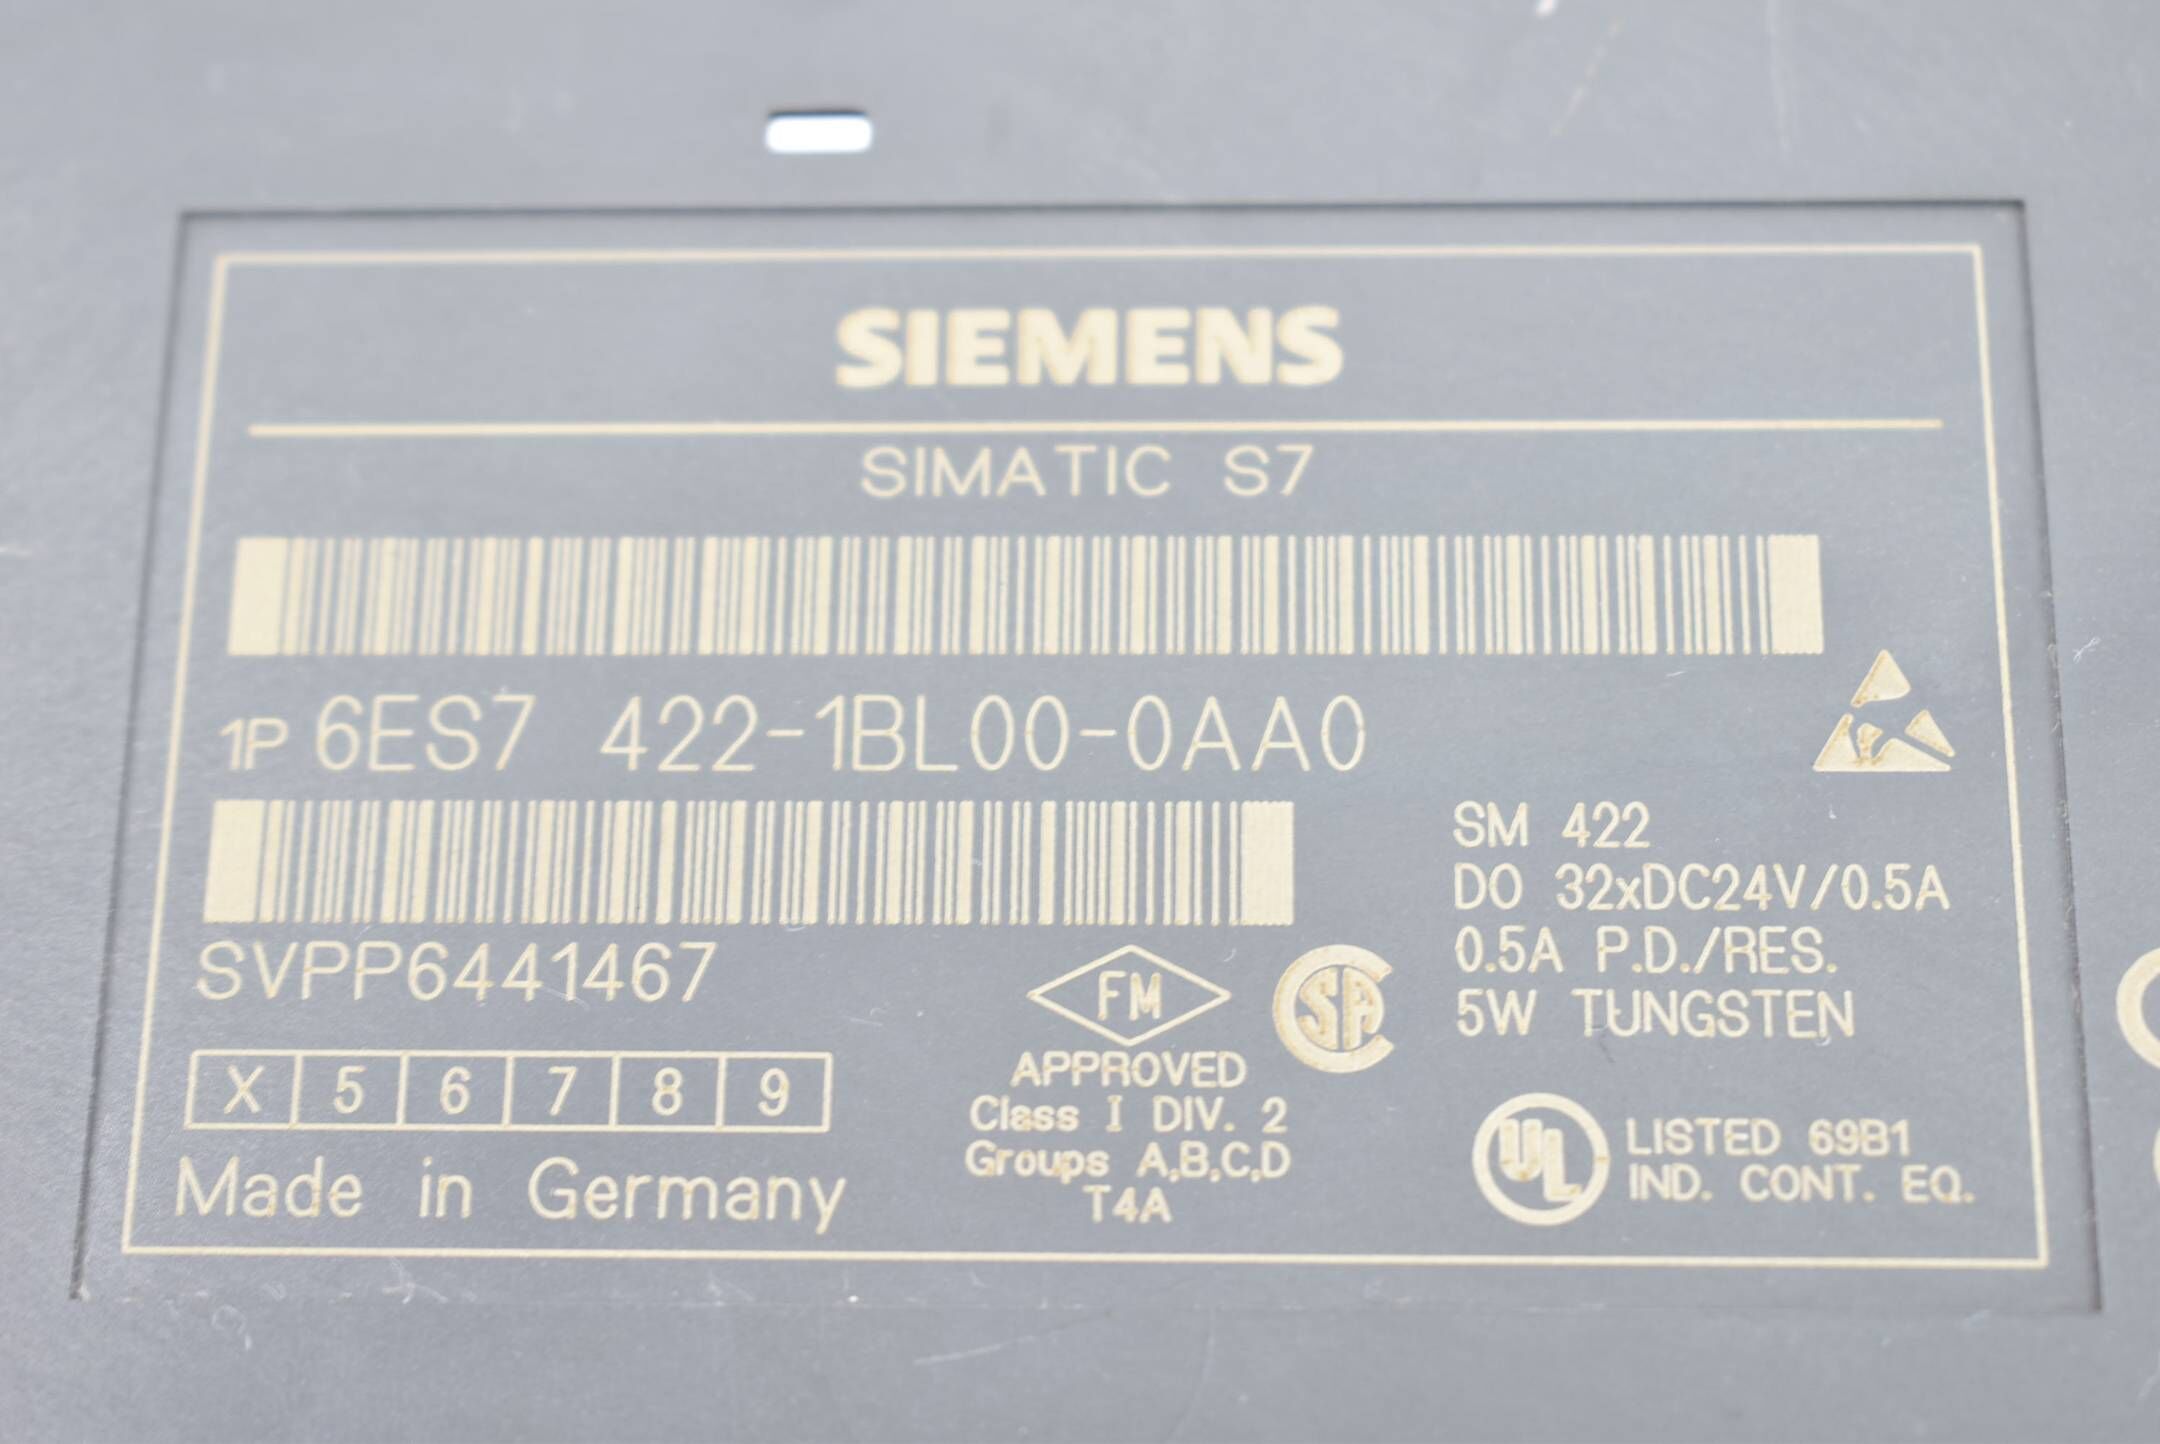 SIEMENS
SIMATIC S7
1P 6ES7 422-1BL00-0AA0
SVPP6441467
SM 422
DO 32xDC24V/0.5A
0.5A P.D./RES.
5W TUNGSTEN
X 5 6 7 8 9
Made in Germany
FM
APPROVED
Class I DIV. 2
Groups A,B,C,D
T4A
SA
UL
LISTED 69B1
IND. CONT. EQ.